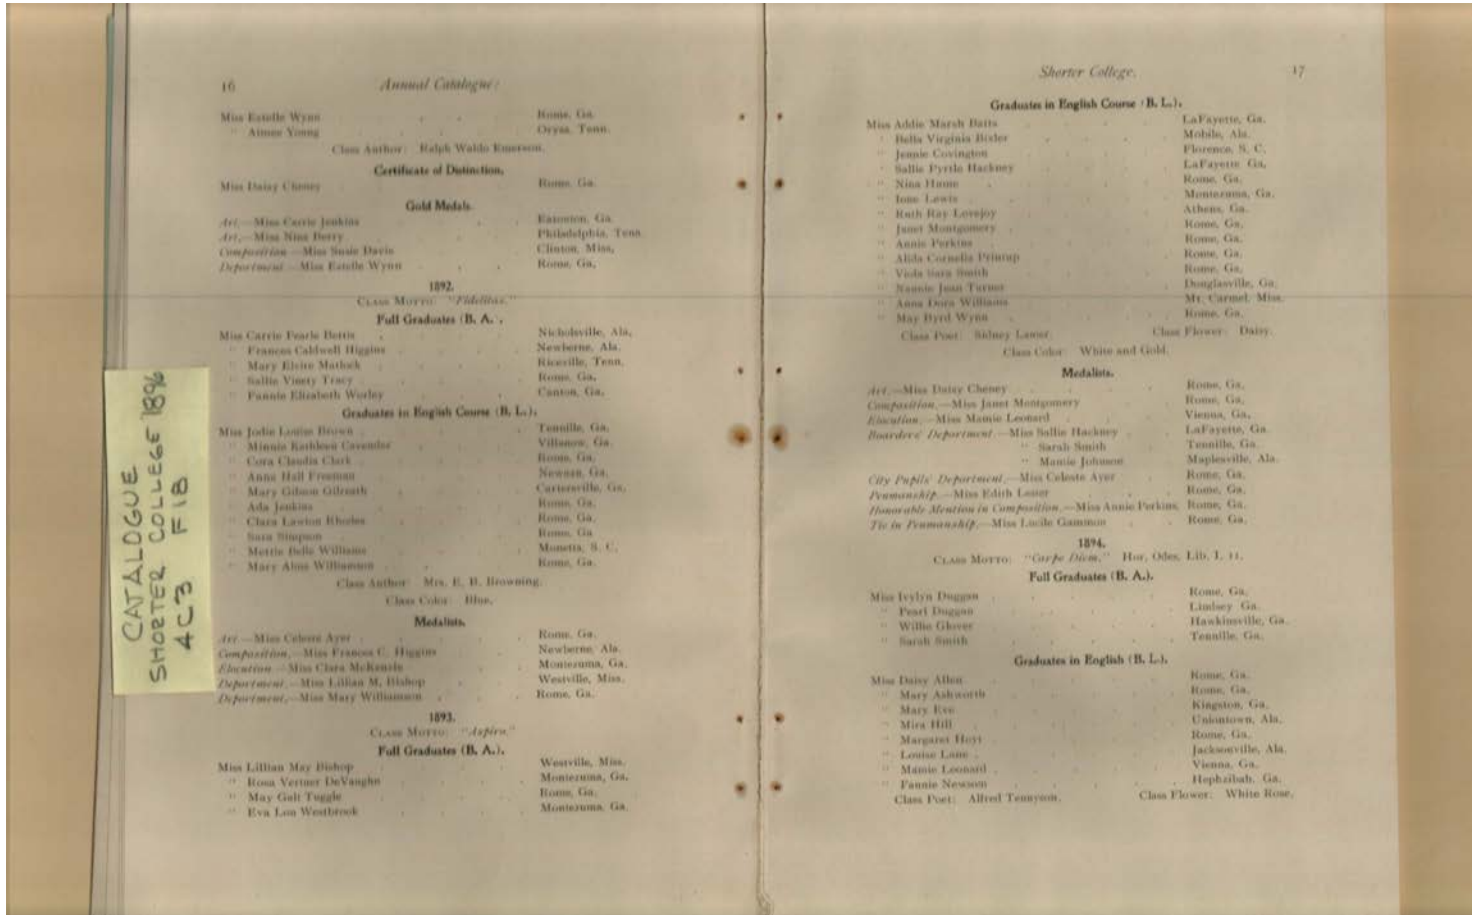 CATALOGUE
SHORTER COLLEGE 1896
4C3 F1B
16 Annual Catalogue:
Miss Estelle Wynn Rome, Ga.
" Aimee Young Orysa, Tenn.
Class Author: Ralph Waldo Emerson.
Certificate of Distinction.
Miss Daisy Cheney Rome, Ga.
Gold Medals.
Art.—Miss Carrie Jenkins Eatonton, Ga.
Art.—Miss Nina Berry Philadelphia, Tenn.
Composition.—Miss Susie Davis Clinton, Miss.
Department.—Miss Estelle Wynn Rome, Ga.
1892.
Class Motto: "Fidelitas."
Full Graduates (B. A.).
Miss Carrie Fearle Bettis Nicholsville, Ala.
" Frances Caldwell Higgins Newberne, Ala.
" Mary Matlock Riceville, Tenn.
" Sallie Vinety Tracy Rome, Ga.
" Fannie Elizabeth Worley Canton, Ga.
Graduates in English Course (B. L.).
Miss Jodie Louise Brown Tennille, Ga.
" Minnie Kathleen Cavender Villanow, Ga.
" Cora Claudia Clark Rome, Ga.
" Anna Hall Freeman Newnan, Ga.
" Mary Gibson Gilreath Cartersville, Ga.
" Ada Jenkins Rome, Ga.
" Clara Lawton Rhodes Rome, Ga.
" Sara Simpson Rome, Ga
" Mettie Belle Williams Monetta, S. C.
" Mary Alms Williamson Rome, Ga.
Class Author: Mrs. E. B. Browning.
Class Color: Blue.
Medalists.
Art.—Miss Celeste Ayer Rome, Ga.
Composition.—Miss Frances C. Higgins Newberne, Ala.
Elocution.—Miss Clara McKenzie Montezuma, Ga.
Department.—Miss Lillian M. Bishop Westville, Miss.
Department.—Miss Mary Williamson Rome, Ga.
1893.
Class Motto: "Aspiro."
Full Graduates (B. A.).
Miss Lillian May Bishop Westville, Miss.
" Rosa Vertner DeVaughn Montezuma, Ga.
" May Galt Tuggle Rome, Ga.
" Eva Lou Westbrook Montezuma, Ga.
Shorter College. 17
Graduates in English Course (B. L.).
Miss Addie Marsh Batts LaFayette, Ga.
" Bella Virginia Bixler Mobile, Ala.
" Jennie Covington Florence, S. C.
" Sallie Pyrtle Hackney LaFayette Ga.
" Nina Hume Rome, Ga.
" Ione Lewis Montezuma, Ga.
" Ruth Ray Lovejoy Athens, Ga.
" Janet Montgomery Rome, Ga.
" Annie Perkins Rome, Ga.
" Alida Cornelia Printup Rome, Ga.
" Viola Sara Smith Rome, Ga.
" Nannie Jean Turner Douglasville, Ga.
" Anna Dora Williams Mt. Carmel, Miss.
" May Byrd Wynn Rome, Ga.
Class Poet: Sidney Lanier. Class Flower: Daisy.
Class Color: White and Gold.
Medalists.
Art.—Miss Daisy Cheney Rome, Ga.
Composition.—Miss Janet Montgomery Rome, Ga.
Elocution.—Miss Mamie Leonard Vienna, Ga.
Boarders' Department.—Miss Sallie Hackney LaFayette, Ga.
" Sarah Smith Tennille, Ga.
" Mamie Johnson Maplesville, Ala.
City Pupils' Department.—Miss Celeste Ayer Rome, Ga.
Penmanship.—Miss Edith Lester Rome, Ga.
Honorable Mention in Composition.—Miss Annie Perkins, Rome, Ga.
Tie in Penmanship.—Miss Lucile Gammon Rome, Ga.
1894.
Class Motto: "Carpe Diem." Hor, Odes, Lib. I, 11.
Full Graduates (B. A.).
Miss Ivylyn Duggan Rome, Ga.
" Pearl Duggan Lindsey Ga.
" Willie Glover Hawkinsville, Ga.
" Sarah Smith Tennille, Ga.
Graduates in English (B. L.).
Miss Daisy Allen Rome, Ga.
" Mary Ashworth Rome, Ga.
" Mary Eve Kingston, Ga.
" Mira Hill Uniontown, Ala.
" Margaret Hoyt Rome, Ga.
" Louise Lane Jacksonville, Ala.
" Mamie Leonard Vienna, Ga.
" Fannie Newsom Hephzibah, Ga.
Class Poet: Alfred Tennyson. Class Flower: White Rose.